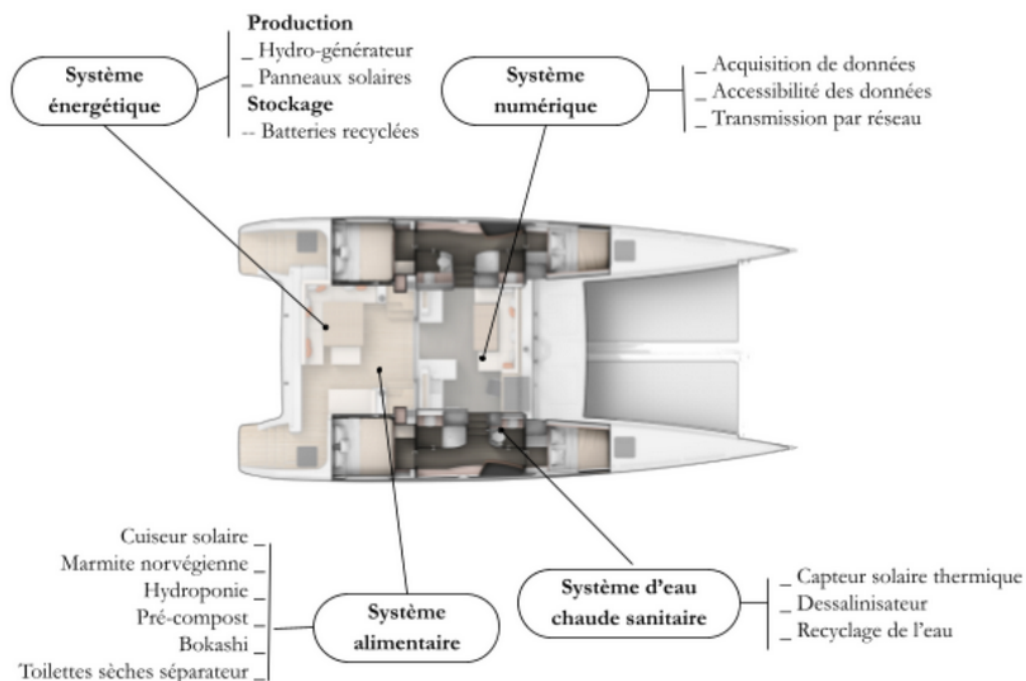 Système
énergétique
Production
_ Hydro-générateur
_ Panneaux solaires
Stockage
-- Batteries recyclées
Système
numérique
_ Acquisition de données
_ Accessibilité des données
_ Transmission par réseau
Cuiseur solaire _
Marmite norvégienne _
Hydroponie _
Pré-compost _
Bokashi _
Toilettes sèches séparateur _
Système
alimentaire
Système d'eau
chaude sanitaire
_ Capteur solaire thermique
_ Dessalinisateur
_ Recyclage de l'eau